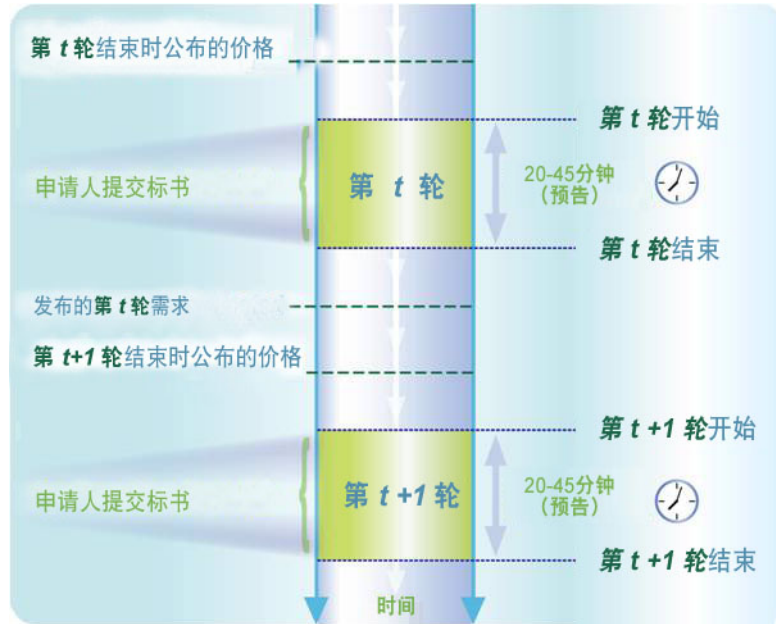 第 t 轮结束时公布的价格
第 t 轮开始
申请人提交标书
第 t 轮
20-45分钟
（预告）
第 t 轮结束
发布的第 t 轮需求
第 t+1 轮结束时公布的价格
第 t +1 轮开始
申请人提交标书
第 t +1 轮
20-45分钟
（预告）
第 t +1 轮结束
时间